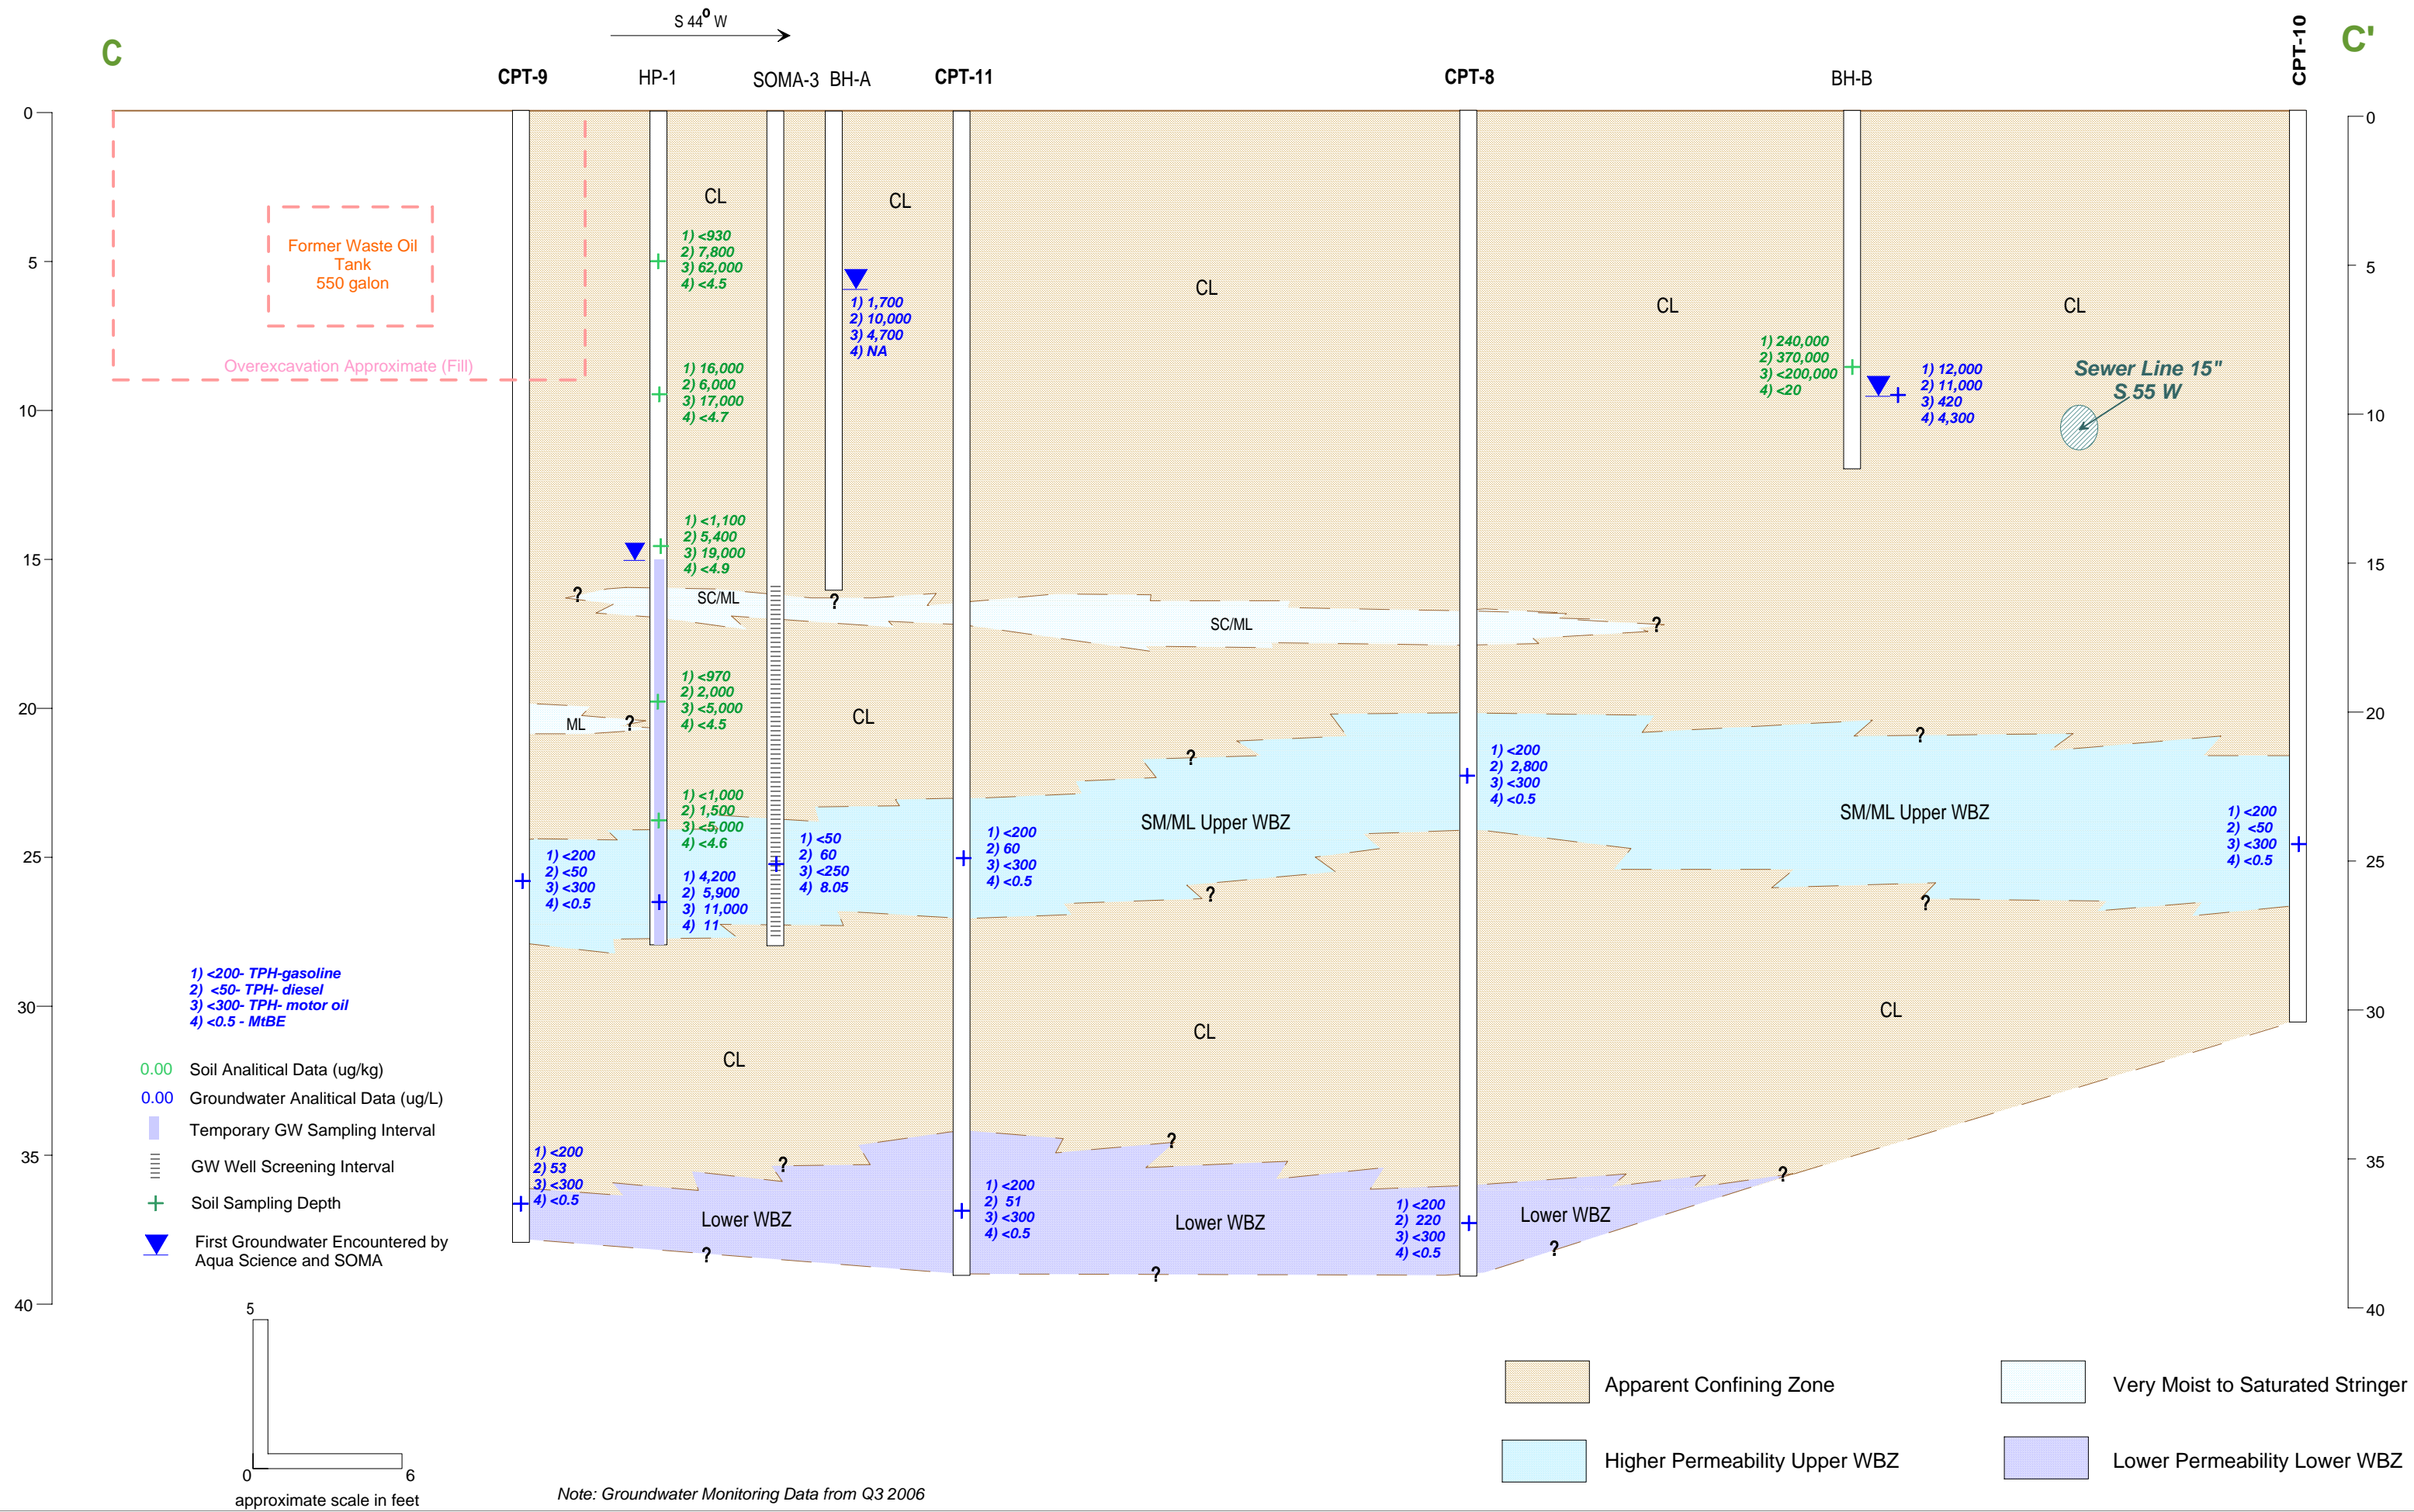 S 44° W
C
C'
CPT-9
HP-1
SOMA-3
BH-A
CPT-11
CPT-8
BH-B
CPT-10
0
5
10
15
20
25
30
35
40
0
5
10
15
20
25
30
35
40
Former Waste Oil
Tank
550 galon
Overexcavation Approximate (Fill)
CL
CL
CL
CL
CL
1) <930
2) 7,800
3) 62,000
4) <4.5
1) 1,700
2) 10,000
3) 4,700
4) NA
1) 16,000
2) 6,000
3) 17,000
4) <4.7
1) 240,000
2) 370,000
3) <200,000
4) <20
1) 12,000
2) 11,000
3) 420
4) 4,300
Sewer Line 15"
S 55 W
1) <1,100
2) 5,400
3) 19,000
4) <4.9
?
SC/ML
?
SC/ML
?
1) <970
2) 2,000
3) <5,000
4) <4.5
ML
?
CL
?
?
1) <200
2) 2,800
3) <300
4) <0.5
1) <1,000
2) 1,500
3) <5,000
4) <4.6
SM/ML Upper WBZ
SM/ML Upper WBZ
1) <200
2) <50
3) <300
4) <0.5
1) <200
2) <50
3) <300
4) <0.5
1) 4,200
2) 5,900
3) 11,000
4) 11
1) <50
2) 60
3) <250
4) 8.05
1) <200
2) 60
3) <300
4) <0.5
?
?
1) <200- TPH-gasoline
2) <50- TPH- diesel
3) <300- TPH- motor oil
4) <0.5 - MtBE
CL
CL
CL
0.00 Soil Analitical Data (ug/kg)
0.00 Groundwater Analitical Data (ug/L)
Temporary GW Sampling Interval
GW Well Screening Interval
Soil Sampling Depth
First Groundwater Encountered by
Aqua Science and SOMA
1) <200
2) 53
3) <300
4) <0.5
?
?
?
1) <200
2) 51
3) <300
4) <0.5
1) <200
2) 220
3) <300
4) <0.5
Lower WBZ
Lower WBZ
Lower WBZ
?
?
?
5
0
6
approximate scale in feet
Note: Groundwater Monitoring Data from Q3 2006
Apparent Confining Zone
Very Moist to Saturated Stringer
Higher Permeability Upper WBZ
Lower Permeability Lower WBZ